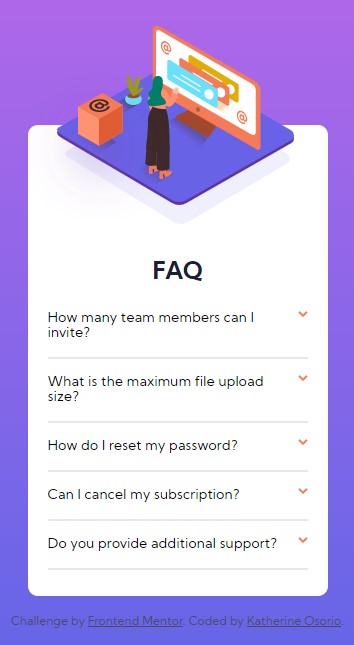 @
@
@
FAQ
How many team members can I
invite?
What is the maximum file upload
size?
How do I reset my password?
Can I cancel my subscription?
Do you provide additional support?
Challenge by Frontend Mentor. Coded by Katherine Osorio.